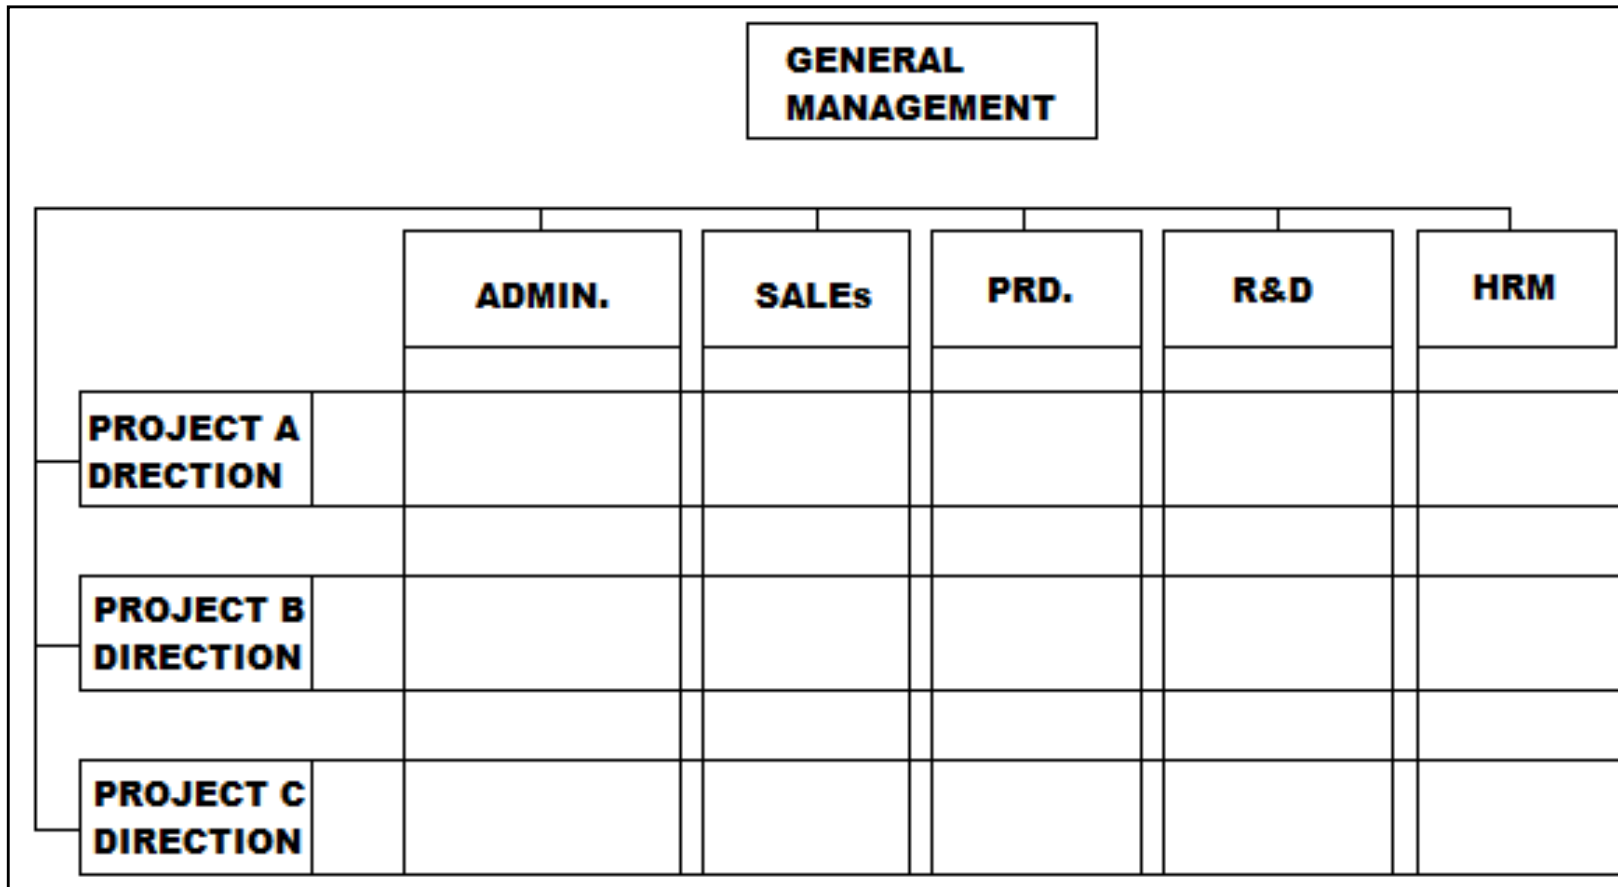 GENERAL
MANAGEMENT
ADMIN.
SALEs
PRD.
R&D
HRM
PROJECT A
DRECTION
PROJECT B
DIRECTION
PROJECT C
DIRECTION